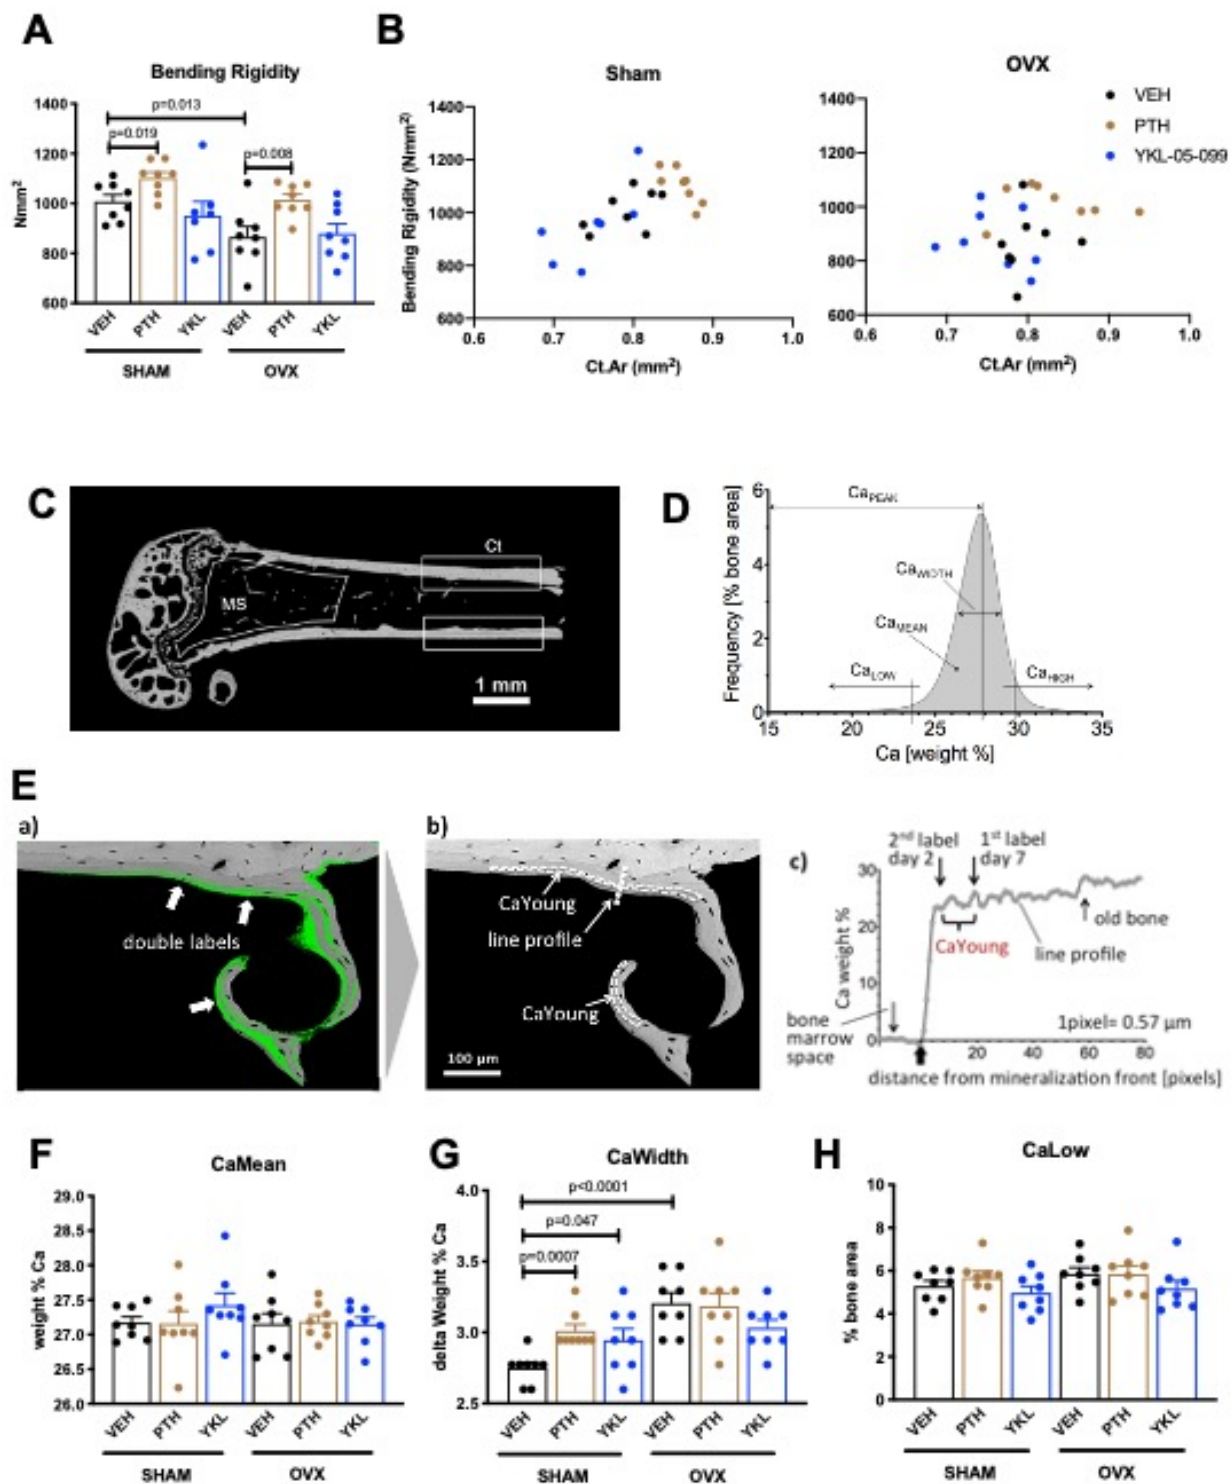 A
Bending Rigidity
1400
1200
1000
800
600
Nmm²
p=0.013
p=0.019
p=0.008
VEH
PTH
YKL
VEH
PTH
YKL
SHAM
OVX
B
Sham
1400
1200
1000
800
600
Bending Rigidity (Nmm²)
0.6
0.7
0.8
0.9
1.0
Ct.Ar (mm²)
OVX
1400
1200
1000
800
600
0.6
0.7
0.8
0.9
1.0
Ct.Ar (mm²)
VEH
PTH
YKL-05-099
C
Ct
MS
1 mm
D
Frequency [% bone area]
6
4
2
0
CaPEAK
CaWIDTH
CaMEAN
CaLOW
CaHIGH
15
20
25
30
35
Ca [weight %]
E
a)
double labels
b)
CaYoung
line profile
CaYoung
100 µm
c)
2nd label
day 2
1st label
day 7
30
20
10
0
Ca weight %
CaYoung
old bone
line profile
bone
marrow
space
1pixel= 0.57 µm
20
40
60
80
distance from mineralization front [pixels]
F
CaMean
29.0
28.5
28.0
27.5
27.0
26.5
26.0
weight % Ca
VEH
PTH
YKL
VEH
PTH
YKL
SHAM
OVX
G
CaWidth
4.0
3.5
3.0
2.5
delta Weight % Ca
p<0.0001
p=0.047
p=0.0007
VEH
PTH
YKL
VEH
PTH
YKL
SHAM
OVX
H
CaLow
10
8
6
4
2
0
% bone area
VEH
PTH
YKL
VEH
PTH
YKL
SHAM
OVX